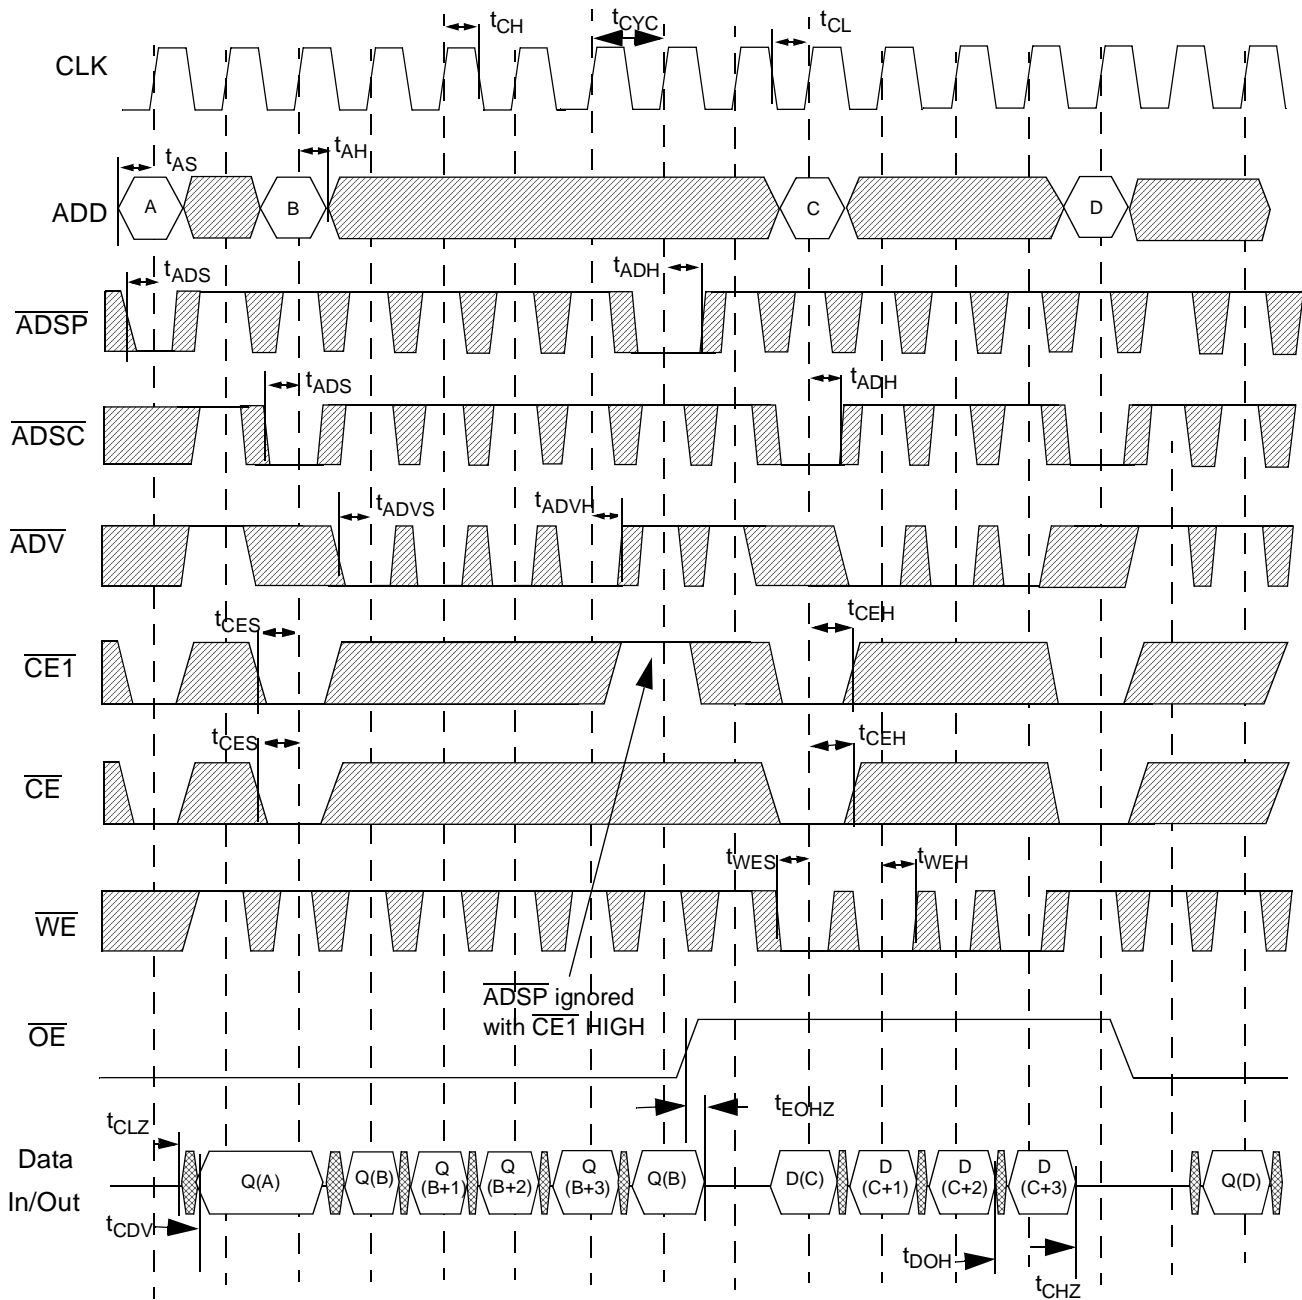 tCH
tCYC
tCL
CLK
tAS
tAH
ADD
A
B
C
D
tADS
tADH
ADSP
tADS
tADH
ADSC
tADVS
tADVH
ADV
tCES
tCEH
CE1
tCES
tCEH
CE
tWES
tWEH
WE
ADSP ignored
with CE1 HIGH
OE
tCLZ
tEOHZ
Data
In/Out
Q(A)
Q(B)
Q
(B+1)
Q
(B+2)
Q
(B+3)
Q(B)
D(C)
D
(C+1)
D
(C+2)
D
(C+3)
Q(D)
tCDV
tDOH
tCHZ